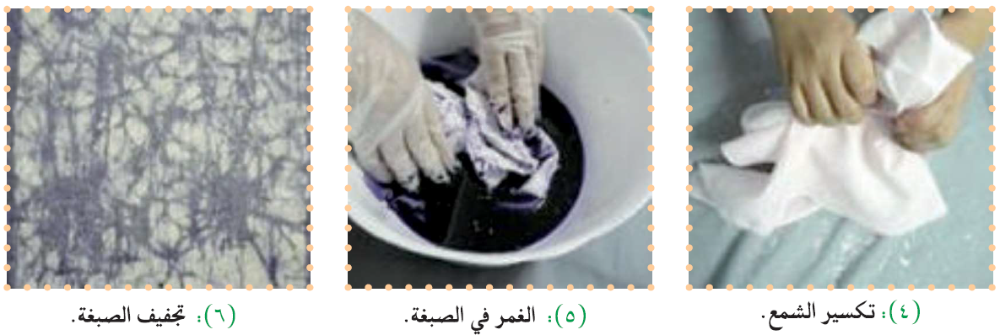 (٤): تكسير الشمع.
(٥): الغمر في الصبغة.
(٦): تجفيف الصبغة.